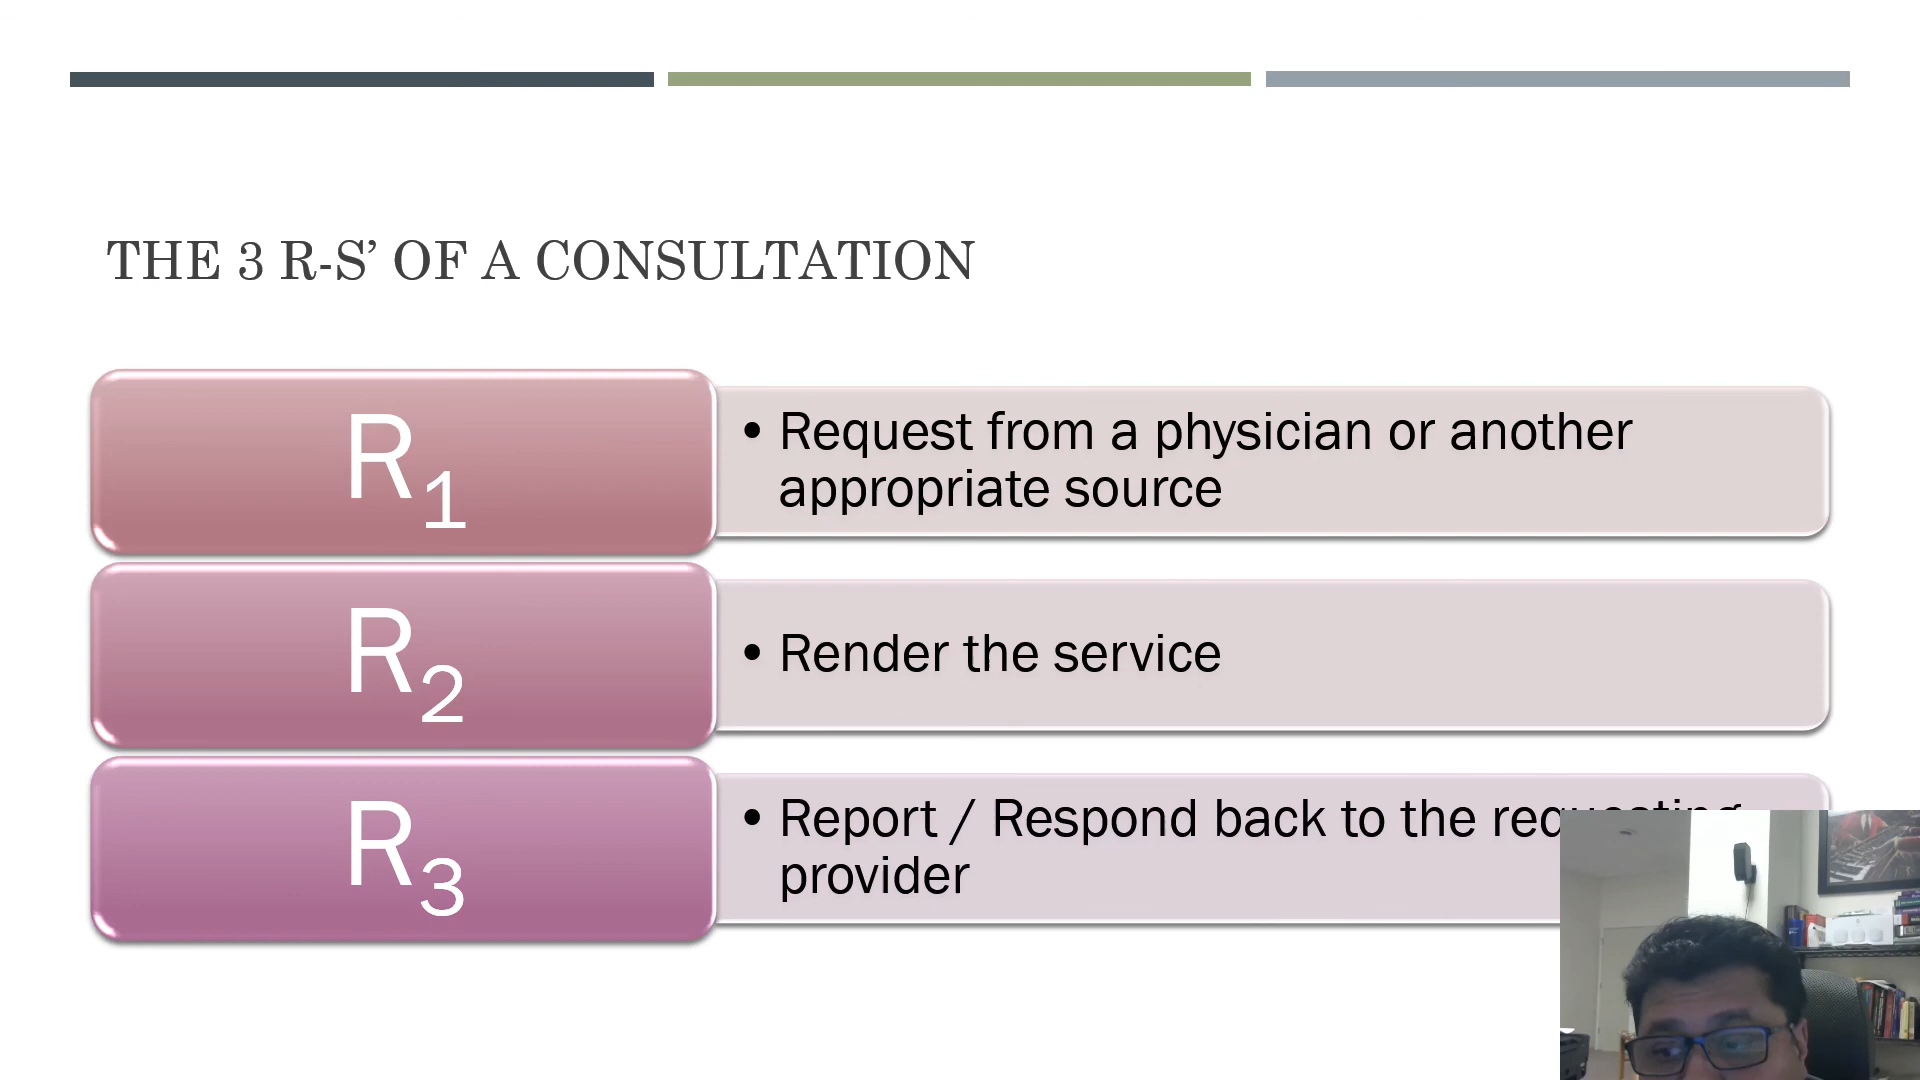 THE 3 R-S’ OF A CONSULTATION
R1
• Request from a physician or another
appropriate source
R2
• Render the service
R3
• Report / Respond back to the requesting
provider